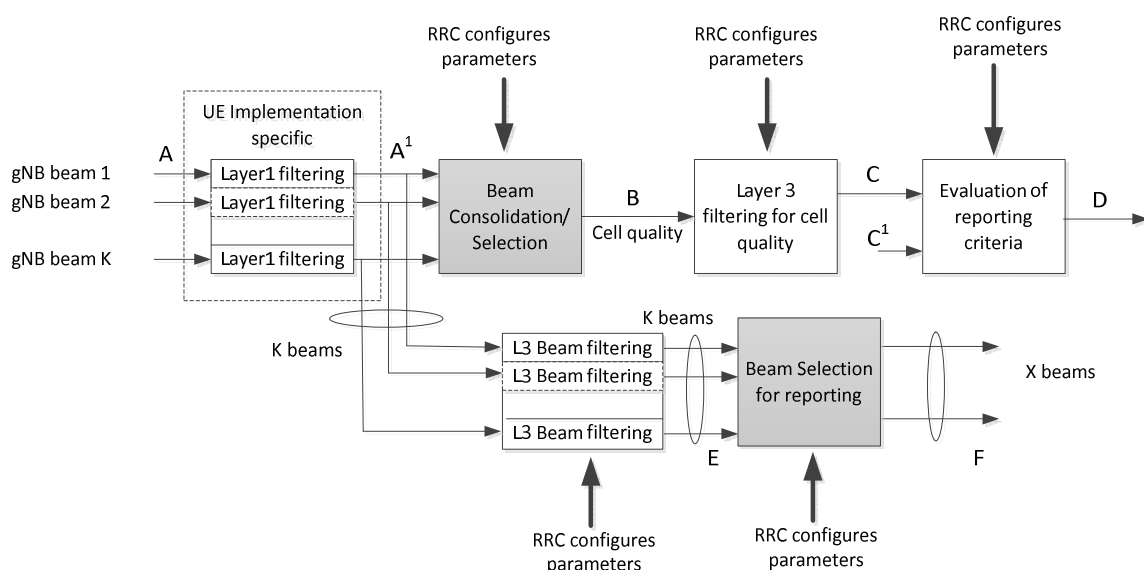 RRC configures
parameters
RRC configures
parameters
RRC configures
parameters
UE Implementation
specific
A
A¹
gNB beam 1
Layer1 filtering
gNB beam 2
Layer1 filtering
gNB beam K
Layer1 filtering
Beam
Consolidation/
Selection
B
Cell quality
Layer 3
filtering for cell
quality
C
C¹
Evaluation of
reporting
criteria
D
K beams
L3 Beam filtering
L3 Beam filtering
L3 Beam filtering
K beams
E
Beam Selection
for reporting
X beams
F
RRC configures
parameters
RRC configures
parameters